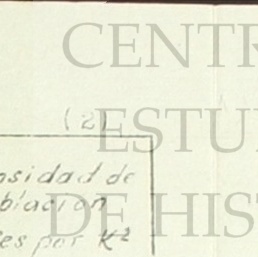 CENTR
(2)
ESTU
nsidad de
blacion
DE HIS
es por K²